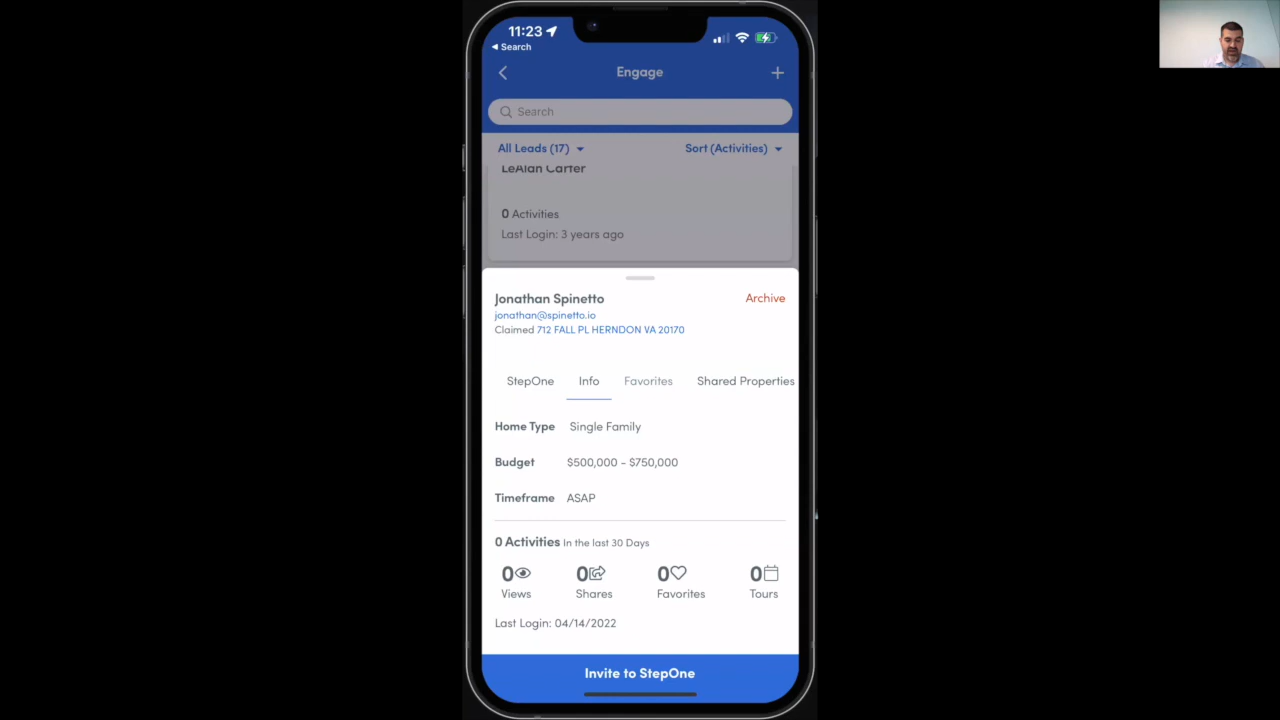 11:23
Search
Engage
Search
All Leads (17) Sort (Activities)
LeAlan Carter
0 Activities
Last Login: 3 years ago
Jonathan Spinetto Archive
jonathan@spinetto.io
Claimed 712 FALL PL HERNDON VA 20170
StepOne Info Favorites Shared Properties
Home Type Single Family
Budget $500,000 - $750,000
Timeframe ASAP
0 Activities In the last 30 Days
0 0 0 0
Views Shares Favorites Tours
Last Login: 04/14/2022
Invite to StepOne